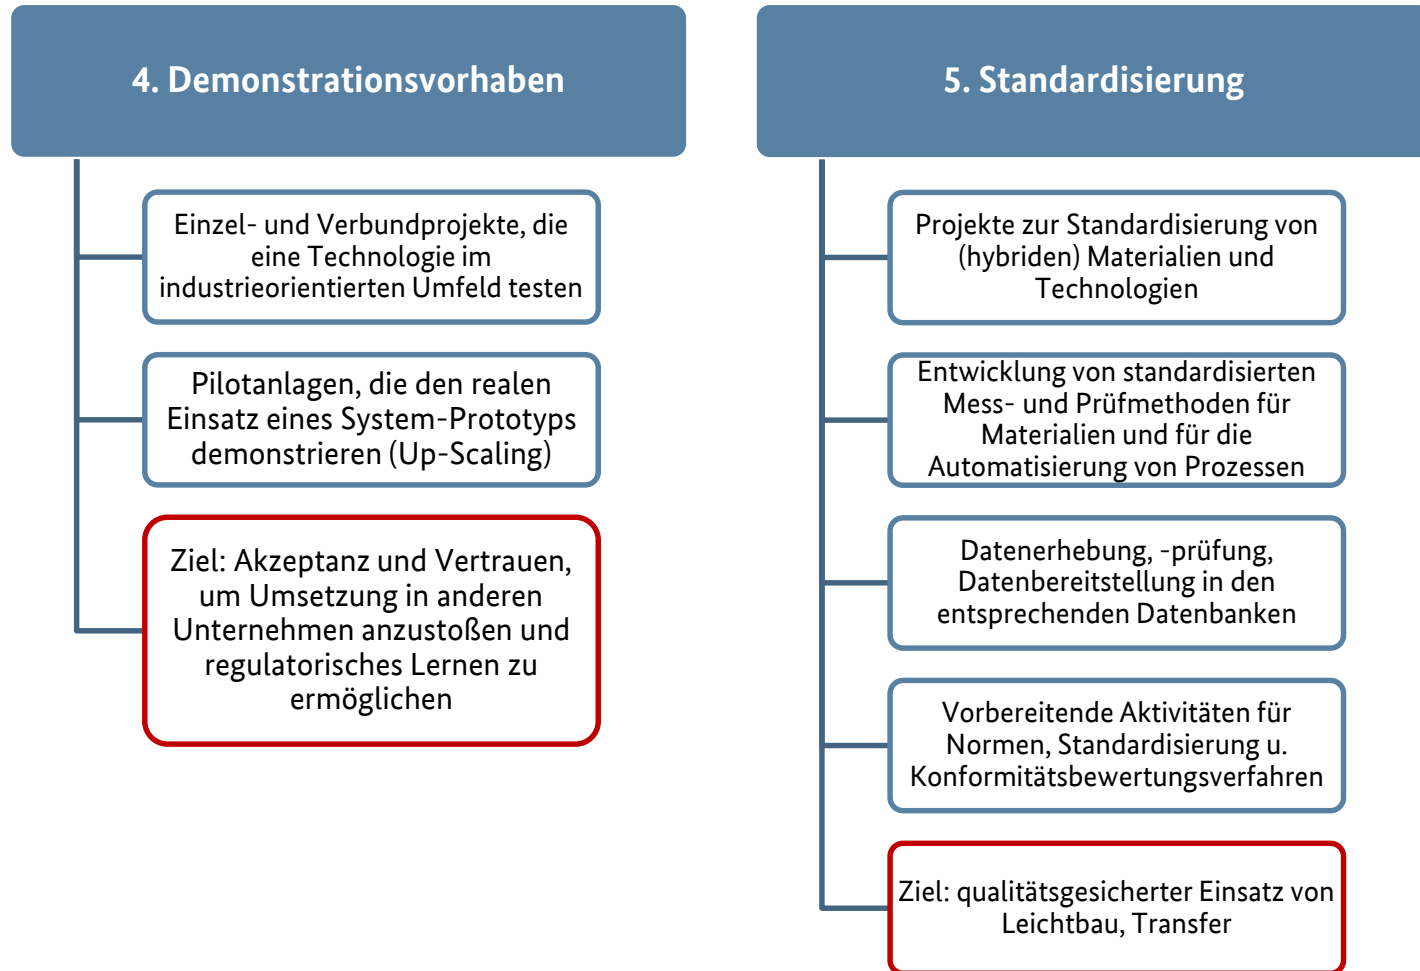 4. Demonstrationsvorhaben
Einzel- und Verbundprojekte, die
eine Technologie im
industrieorientierten Umfeld testen
Pilotanlagen, die den realen
Einsatz eines System-Prototyps
demonstrieren (Up-Scaling)
Ziel: Akzeptanz und Vertrauen,
um Umsetzung in anderen
Unternehmen anzustoßen und
regulatorisches Lernen zu
ermöglichen
5. Standardisierung
Projekte zur Standardisierung von
(hybriden) Materialien und
Technologien
Entwicklung von standardisierten
Mess- und Prüfmethoden für
Materialien und für die
Automatisierung von Prozessen
Datenerhebung, -prüfung,
Datenbereitstellung in den
entsprechenden Datenbanken
Vorbereitende Aktivitäten für
Normen, Standardisierung u.
Konformitätsbewertungsverfahren
Ziel: qualitätsgesicherter Einsatz von
Leichtbau, Transfer